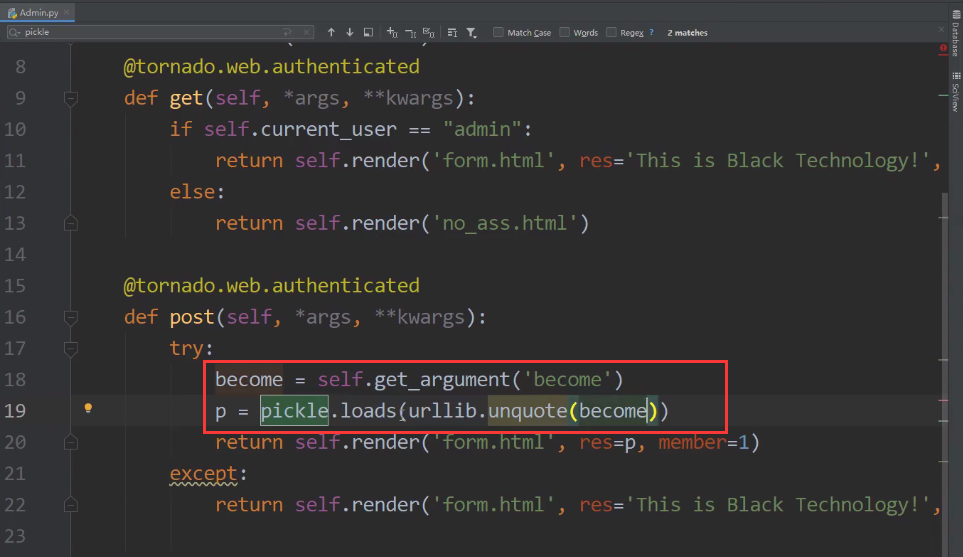 Admin.py
pickle
Match Case Words Regex ? 2 matches
Database
SciView
8 @tornado.web.authenticated
9 def get(self, *args, **kwargs):
10 if self.current_user == "admin":
11 return self.render('form.html', res='This is Black Technology!',
12 else:
13 return self.render('no_ass.html')
14
15 @tornado.web.authenticated
16 def post(self, *args, **kwargs):
17 try:
18 become = self.get_argument('become')
19 p = pickle.loads(urllib.unquote(become))
20 return self.render('form.html', res=p, member=1)
21 except:
22 return self.render('form.html', res='This is Black Technology!',
23